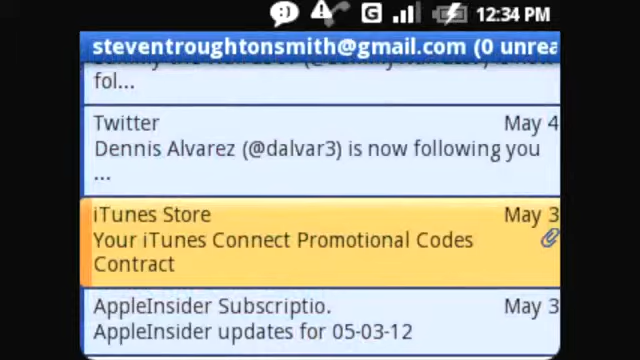 12:34 PM
steventroughtonsmith@gmail.com (0 unrea
fol...
Twitter May 4
Dennis Alvarez (@dalvar3) is now following you
...
iTunes Store May 3
Your iTunes Connect Promotional Codes
Contract
AppleInsider Subscriptio. May 3
AppleInsider updates for 05-03-12